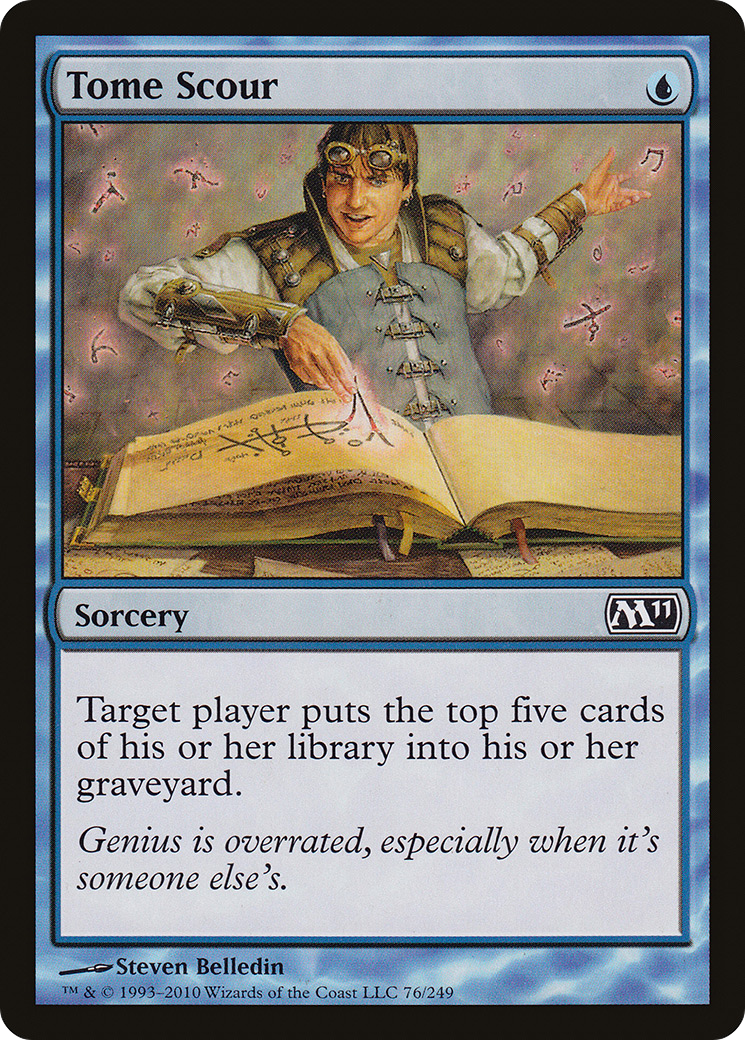 Tome Scour
Sorcery
M11
Target player puts the top five cards
of his or her library into his or her
graveyard.
Genius is overrated, especially when it's
someone else's.
Steven Belledin
™ & © 1993–2010 Wizards of the Coast LLC 76/249